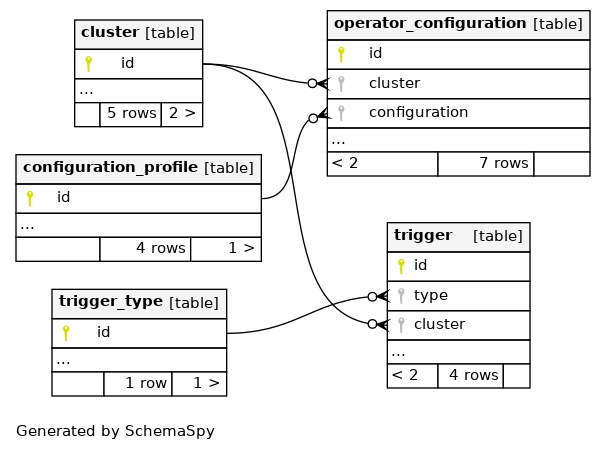 cluster [table]
id
...
5 rows 2 >
operator_configuration [table]
id
cluster
configuration
...
< 2 7 rows
configuration_profile [table]
id
...
4 rows 1 >
trigger [table]
id
type
cluster
...
< 2 4 rows
trigger_type [table]
id
...
1 row 1 >
Generated by SchemaSpy